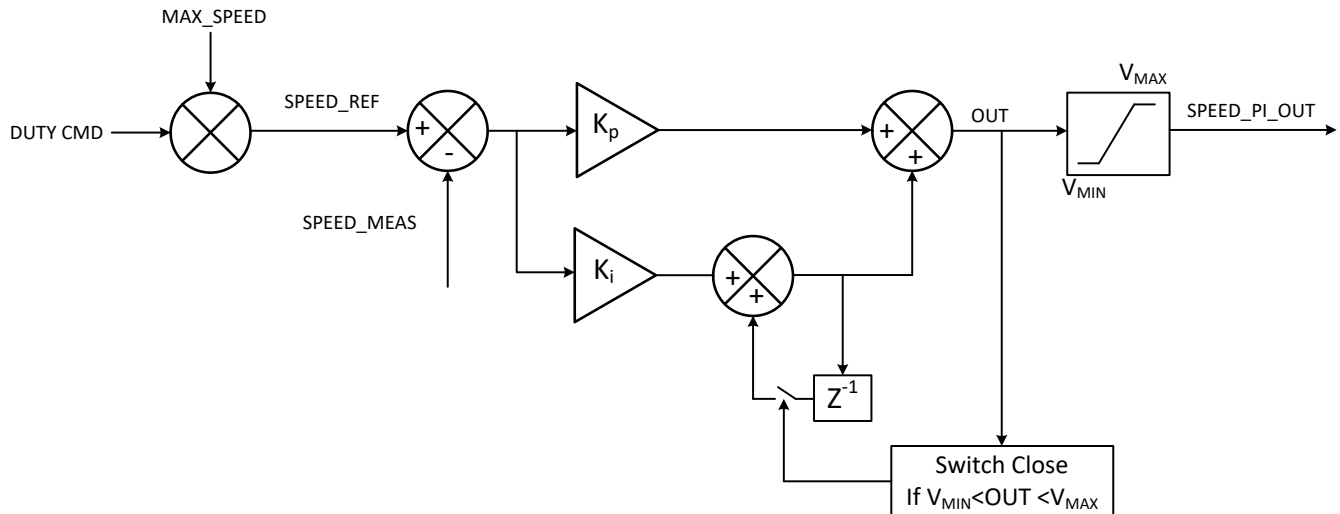 MAX_SPEED
DUTY CMD
SPEED_REF
+
-
SPEED_MEAS
Kp
Ki
+
+
+
+
OUT
VMAX
VMIN
SPEED_PI_OUT
Z-1
Switch Close
If VMIN<OUT <VMAX